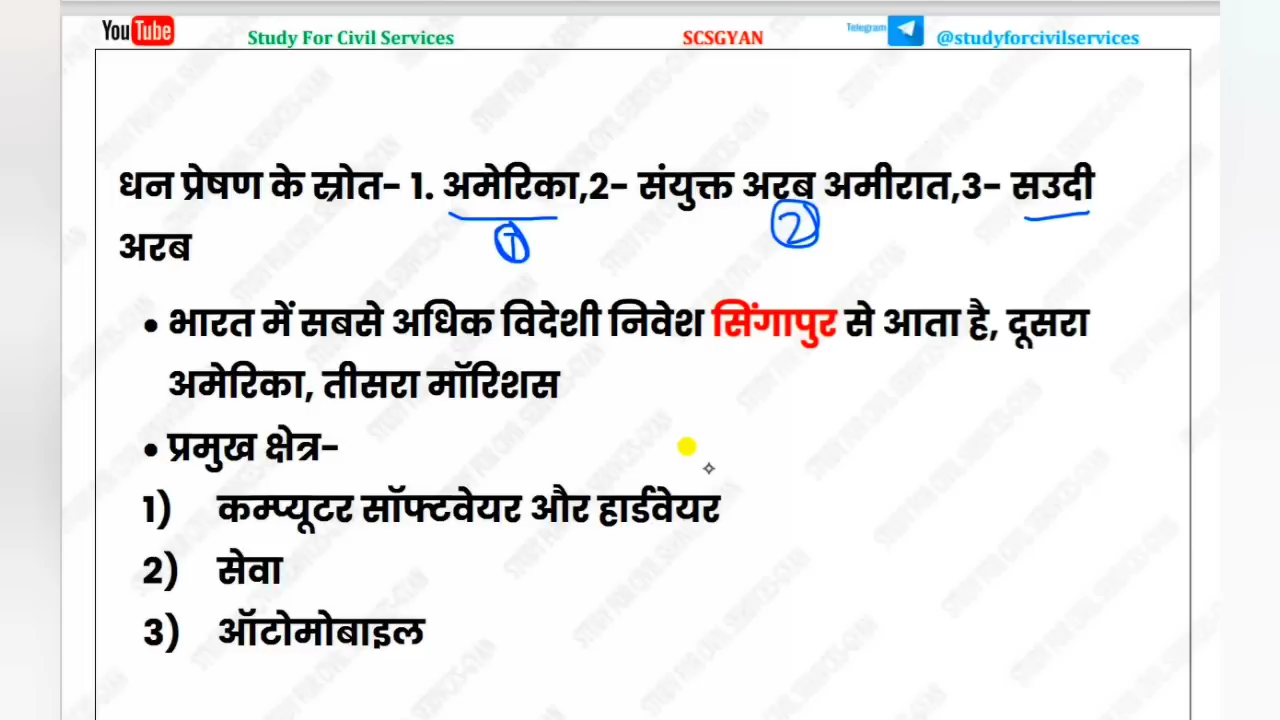 YouTube Study For Civil Services SCSGYAN Telegram @studyforcivilservices
धन प्रेषण के स्रोत- 1. अमेरिका,2- संयुक्त अरब अमीरात,3- सउदी
1 2
अरब
• भारत में सबसे अधिक विदेशी निवेश सिंगापुर से आता है, दूसरा
अमेरिका, तीसरा मॉरिशस
• प्रमुख क्षेत्र-
1) कम्प्यूटर सॉफ्टवेयर और हार्डवेयर
2) सेवा
3) ऑटोमोबाइल